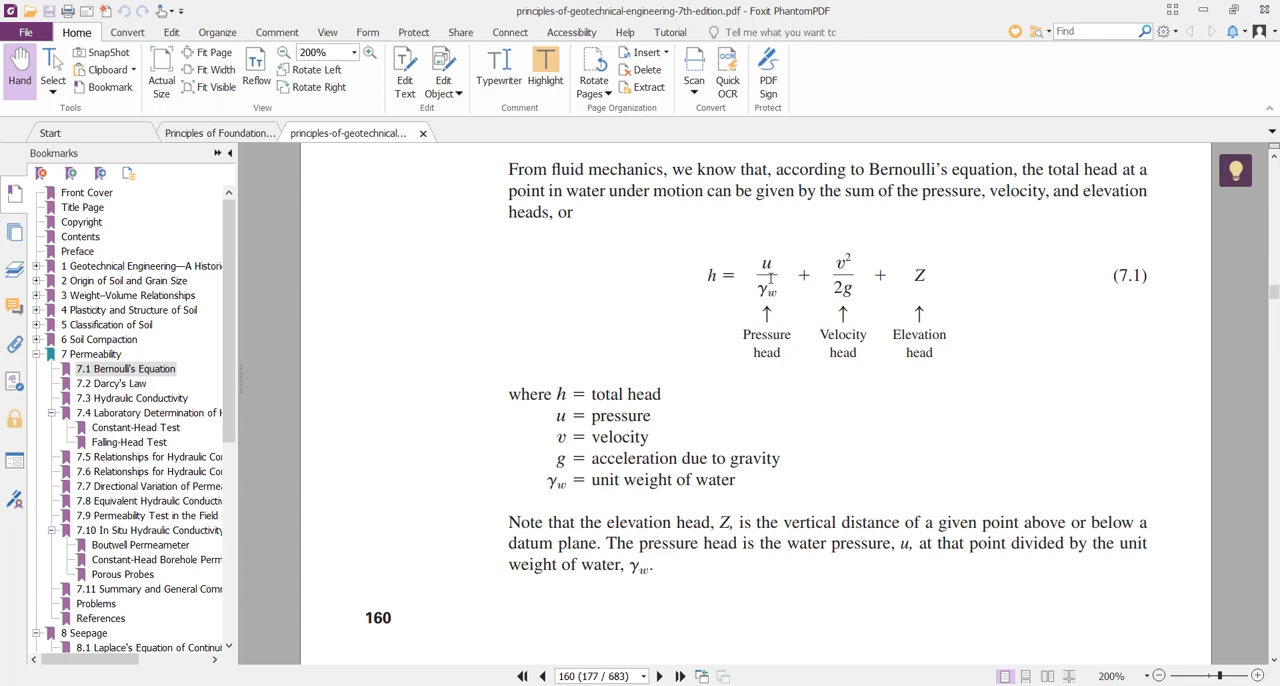 principles-of-geotechnical-engineering-7th-edition.pdf - Foxit PhantomPDF
File Home Convert Edit Organize Comment View Form Protect Share Connect Accessibility Help Tutorial Tell me what you want tc Find
Hand
Select
SnapShot
Clipboard
Bookmark
Tools
Actual
Size
Fit Page
Fit Width
Fit Visible
Reflow
200%
Rotate Left
Rotate Right
View
Edit
Text
Edit
Object
Edit
Typewriter
Highlight
Comment
Rotate
Pages
Insert
Delete
Extract
Page Organization
Scan
Quick
OCR
Convert
PDF
Sign
Protect
Start Principles of Foundation... principles-of-geotechnical...
Bookmarks
Front Cover
Title Page
Copyright
Contents
Preface
1 Geotechnical Engineering—A Histori
2 Origin of Soil and Grain Size
3 Weight–Volume Relationships
4 Plasticity and Structure of Soil
5 Classification of Soil
6 Soil Compaction
7 Permeability
7.1 Bernoulli's Equation
7.2 Darcy's Law
7.3 Hydraulic Conductivity
7.4 Laboratory Determination of H
Constant-Head Test
Falling-Head Test
7.5 Relationships for Hydraulic Co
7.6 Relationships for Hydraulic Co
7.7 Directional Variation of Permea
7.8 Equivalent Hydraulic Conducti
7.9 Permeability Test in the Field
7.10 In Situ Hydraulic Conductivity
Boutwell Permeameter
Constant-Head Borehole Perm
Porous Probes
7.11 Summary and General Com
Problems
References
8 Seepage
8.1 Laplace's Equation of Continui
From fluid mechanics, we know that, according to Bernoulli's equation, the total head at a
point in water under motion can be given by the sum of the pressure, velocity, and elevation
heads, or
h = u/γw + v²/2g + Z (7.1)
↑ ↑ ↑
Pressure Velocity Elevation
head head head
where h = total head
u = pressure
v = velocity
g = acceleration due to gravity
γw = unit weight of water
Note that the elevation head, Z, is the vertical distance of a given point above or below a
datum plane. The pressure head is the water pressure, u, at that point divided by the unit
weight of water, γw.
160
160 (177 / 683)
200%